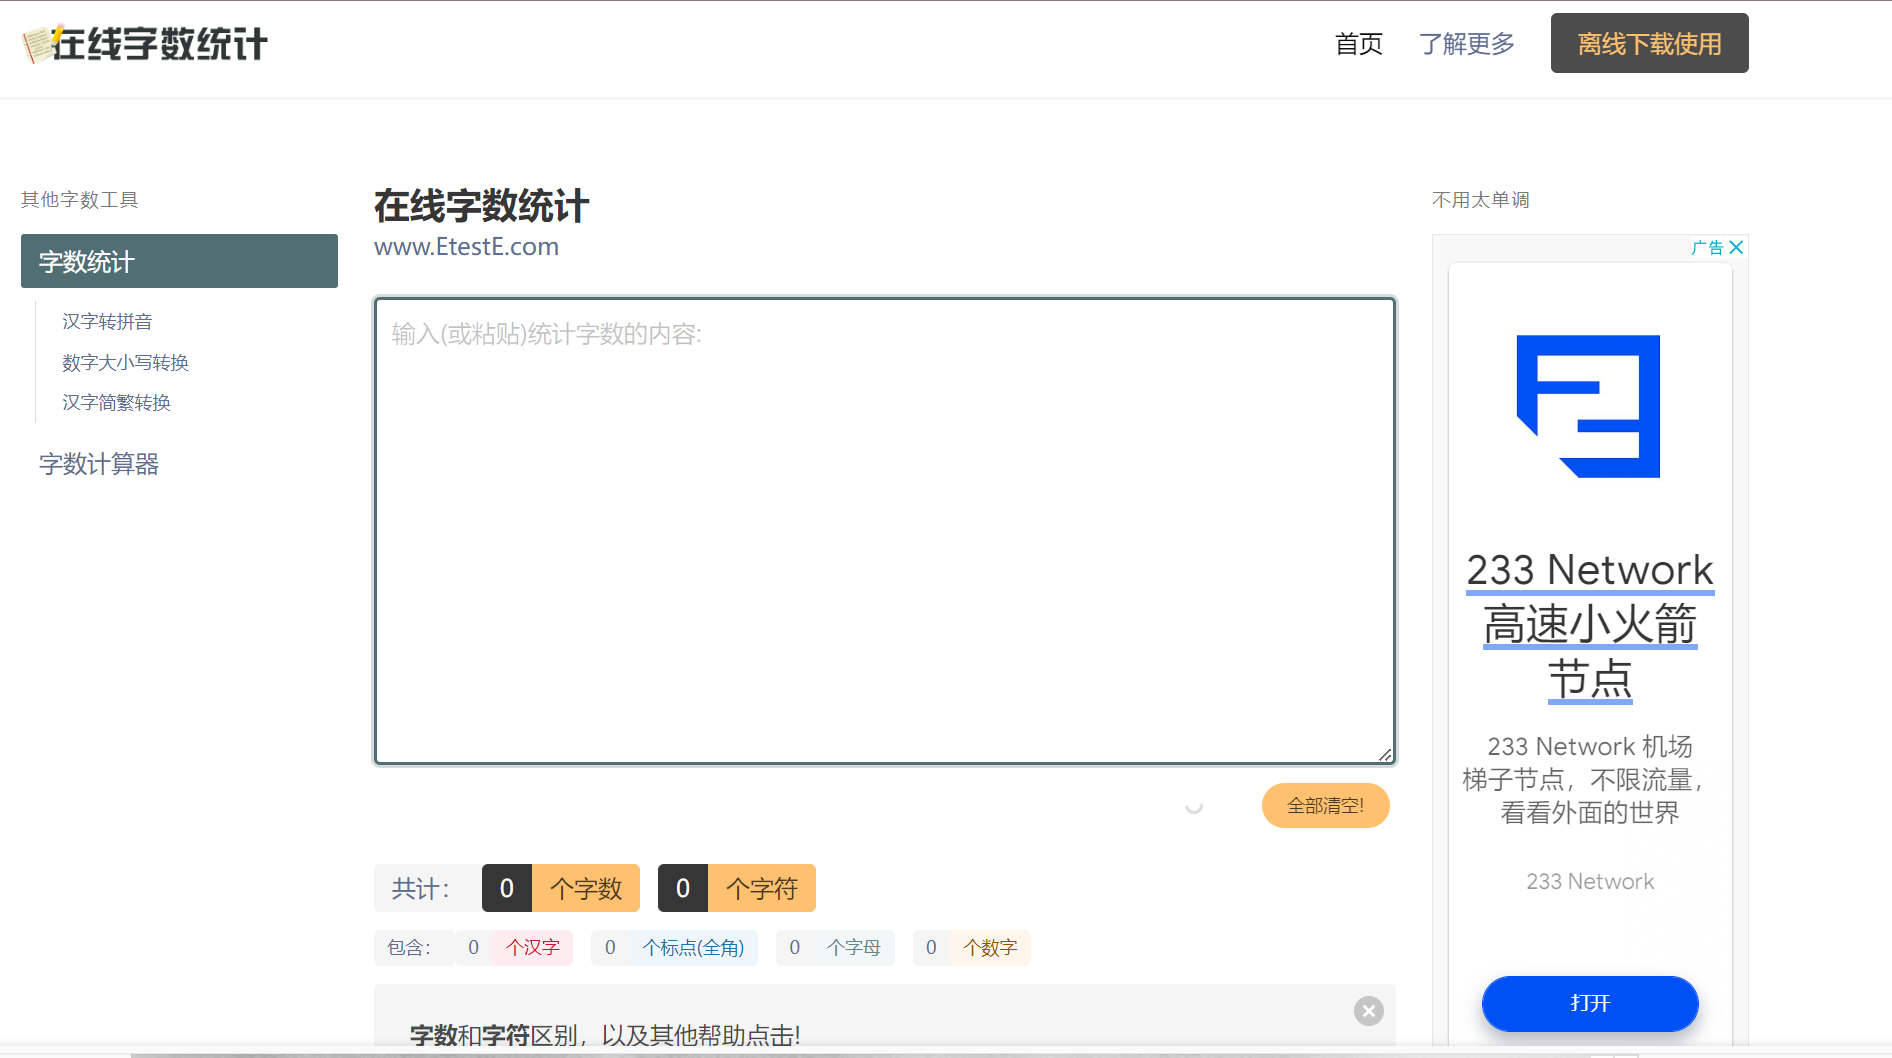 在线字数统计
首页
了解更多
离线下载使用
其他字数工具
字数统计
汉字转拼音
数字大小写转换
汉字简繁转换
字数计算器
在线字数统计
www.EtestE.com
输入(或粘贴)统计字数的内容:
全部清空!
共计： 0 个字数 0 个字符
包含： 0 个汉字 0 个标点(全角) 0 个字母 0 个数字
字数和字符区别，以及其他帮助点击!
不用太单调
广告
233 Network
高速小火箭
节点
233 Network 机场
梯子节点，不限流量，
看看外面的世界
233 Network
打开